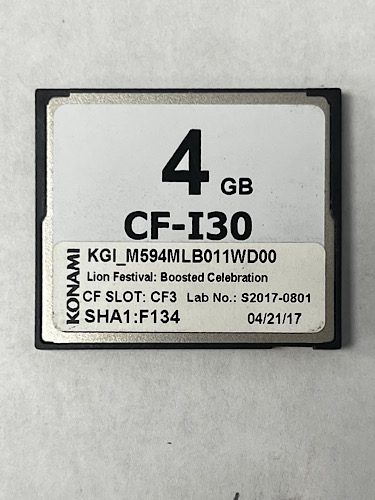 4 GB
CF-I30
KONAMI
KGI_M594MLB011WD00
Lion Festival: Boosted Celebration
CF SLOT: CF3 Lab No.: S2017-0801
SHA1:F134 04/21/17